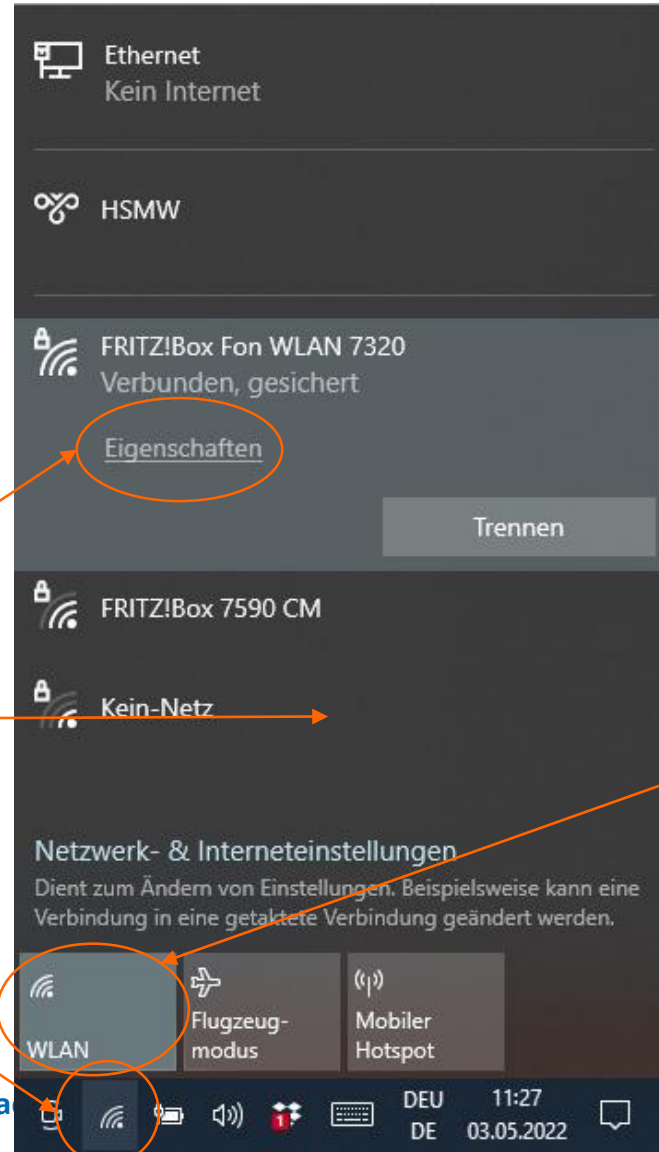 Ethernet
Kein Internet
HSMW
FRITZ!Box Fon WLAN 7320
Verbunden, gesichert
Eigenschaften
Trennen
FRITZ!Box 7590 CM
Kein-Netz
Netzwerk- & Interneteinstellungen
Dient zum Ändern von Einstellungen. Beispielsweise kann eine
Verbindung in eine getaktete Verbindung geändert werden.
WLAN
Flugzeug-
modus
Mobiler
Hotspot
1
DEU
DE
11:27
03.05.2022